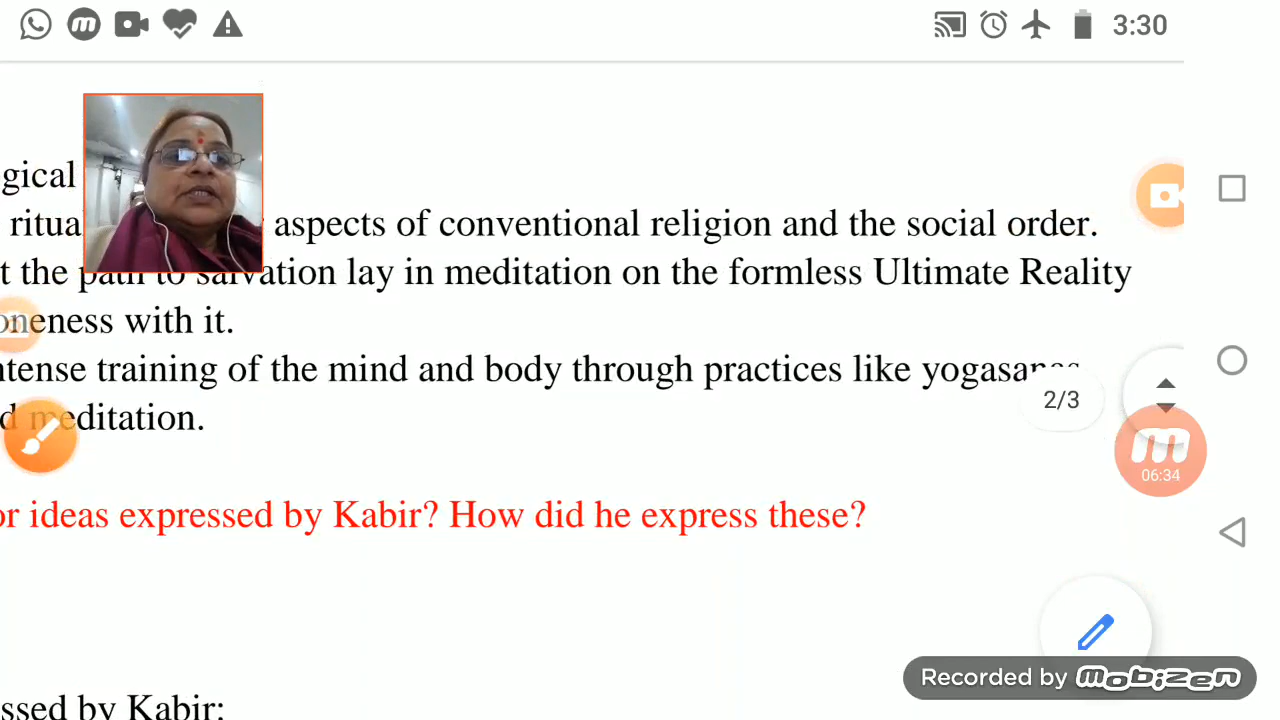 3:30
gical
ritua aspects of conventional religion and the social order.
t the path to salvation lay in meditation on the formless Ultimate Reality
oneness with it.
ntense training of the mind and body through practices like yogasanas
2/3
d meditation.
06:34
or ideas expressed by Kabir? How did he express these?
Recorded by mobizen
ssed by Kabir: